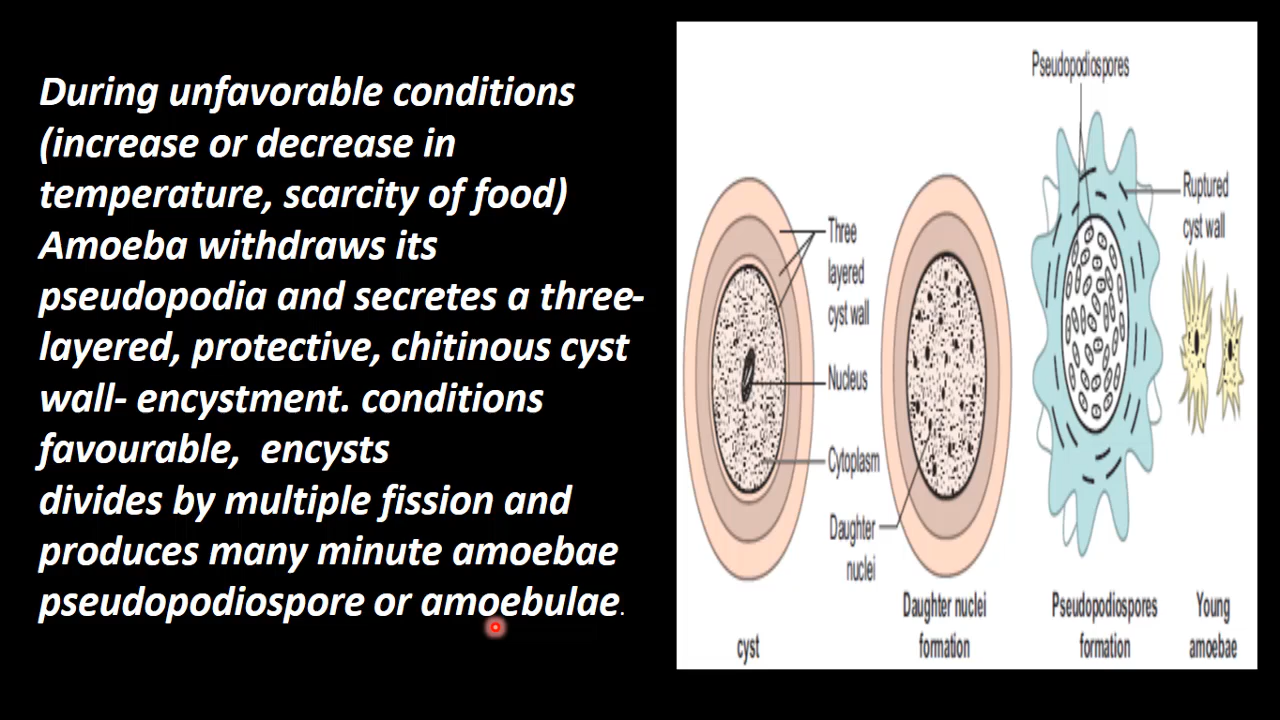 During unfavorable conditions
(increase or decrease in
temperature, scarcity of food)
Amoeba withdraws its
pseudopodia and secretes a three-
layered, protective, chitinous cyst
wall- encystment. conditions
favourable,  encysts
divides by multiple fission and
produces many minute amoebae
pseudopodiospore or amoebulae.
Pseudopodiospores
Ruptured
cyst wall
Three
layered
cyst wall
Nucleus
Cytoplasm
Daughter
nuclei
cyst
Daughter nuclei
formation
Pseudopodiospores
formation
Young
amoebae